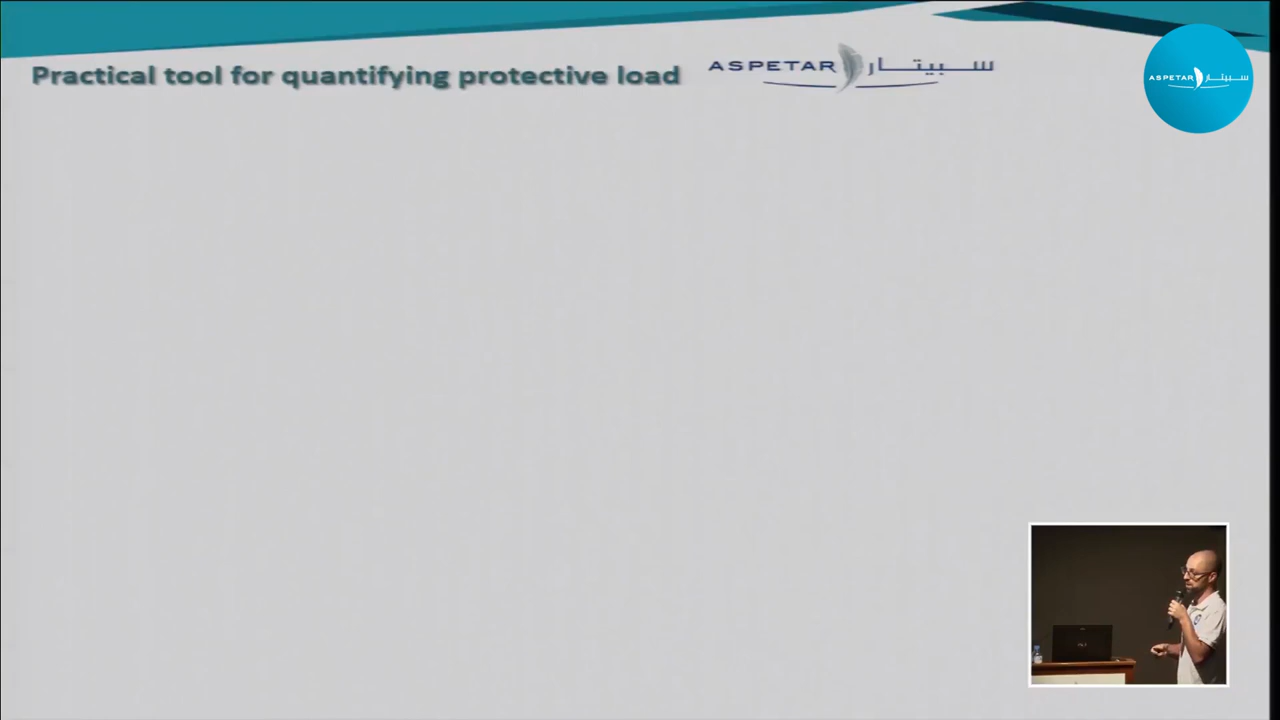 Practical tool for quantifying protective load
ASPETAR سبيتار
ASPETAR سبيتار